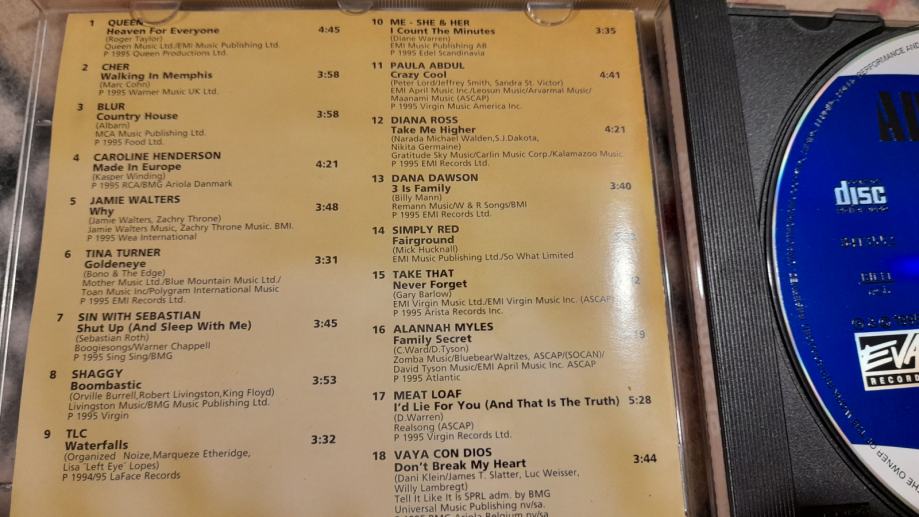 1 QUEEN
Heaven For Everyone 4:45
(Roger Taylor)
Queen Music Ltd./EMI Music Publishing Ltd.
P 1995 Queen Productions Ltd.
2 CHER
Walking In Memphis 3:58
(Marc Cohn)
P 1995 Warner Music UK Ltd.
3 BLUR
Country House 3:58
(Albarn)
MCA Music Publishing Ltd.
P 1995 Food Ltd.
4 CAROLINE HENDERSON
Made In Europe 4:21
(Kasper Winding)
P 1995 RCA/BMG Ariola Danmark
5 JAMIE WALTERS
Why 3:48
(Jamie Walters, Zachry Throne)
Jamie Walters Music, Zachry Throne Music. BMI.
P 1995 Wea International
6 TINA TURNER
Goldeneye 3:31
(Bono & The Edge)
Mother Music Ltd./Blue Mountain Music Ltd./
Toan Music Inc/Polygram International Music
P 1995 EMI Records Ltd.
7 SIN WITH SEBASTIAN
Shut Up (And Sleep With Me) 3:45
(Sebastian Roth)
Boogiesongs/Warner Chappell
P 1995 Sing Sing/BMG
8 SHAGGY
Boombastic 3:53
(Orville Burrell,Robert Livingston,King Floyd)
Livingston Music/BMG Music Publishing Ltd.
P 1995 Virgin
9 TLC
Waterfalls 3:32
(Organized Noize,Marqueze Etheridge,
Lisa ¨Left Eye¨ Lopes)
P 1994/95 LaFace Records
10 ME - SHE & HER
I Count The Minutes 3:35
(Diane Warren)
EMI Music Publishing AB
P 1995 Edel Scandinavia
11 PAULA ABDUL
Crazy Cool 4:41
(Peter Lord/Jeffrey Smith, Sandra St. Victor)
EMI April Music Inc/Leosun Music/Arvarmal Music/
Maanami Music (ASCAP)
P 1995 Virgin Music America Inc.
12 DIANA ROSS
Take Me Higher 4:21
(Narada Michael Walden,S.J.Dakota,
Nikita Germaine)
Gratitude Sky Music/Carlin Music Corp./Kalamazoo Music
P 1995 EMI Records Ltd.
13 DANA DAWSON
3 Is Family 3:40
(Billy Mann)
Remann Music/W & R Songs/BMI
P 1995 EMI Records Ltd.
14 SIMPLY RED
Fairground
(Mick Hucknall)
EMI Music Publishing Ltd./So What Limited
15 TAKE THAT
Never Forget
(Gary Barlow)
EMI Virgin Music Ltd./EMI Virgin Music Inc. (ASCAP)
P 1995 Arista Records Inc.
16 ALANNAH MYLES
Family Secret
(C.Ward/D.Tyson)
Zomba Music/BluebearWaltzes, ASCAP/(SOCAN)/
David Tyson Music/EMI April Music Inc. ASCAP
P 1995 Atlantic
17 MEAT LOAF
I'd Lie For You (And That Is The Truth) 5:28
(D.Warren)
Realsong (ASCAP)
P 1995 Virgin Records Ltd.
18 VAYA CON DIOS
Don't Break My Heart 3:44
(Dani Klein/James T. Slatter, Luc Weisser,
Willy Lambregt)
Tell It Like It Is SPRL adm. by BMG
Universal Music Publishing nv/sa.
disc
EVA
RECORD
PERFORMANCE AND
THE OWNER OF